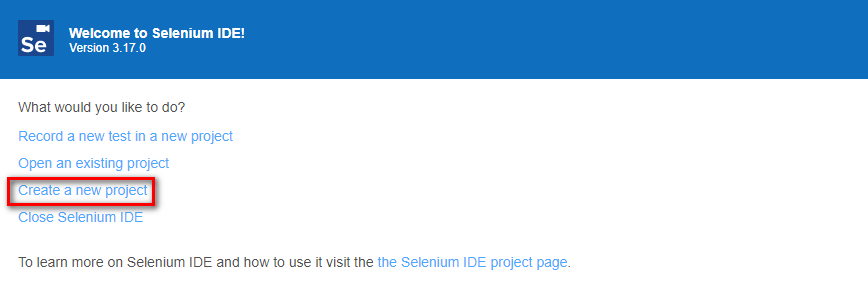 Se
Welcome to Selenium IDE!
Version 3.17.0
What would you like to do?
Record a new test in a new project
Open an existing project
Create a new project
Close Selenium IDE
To learn more on Selenium IDE and how to use it visit the the Selenium IDE project page.